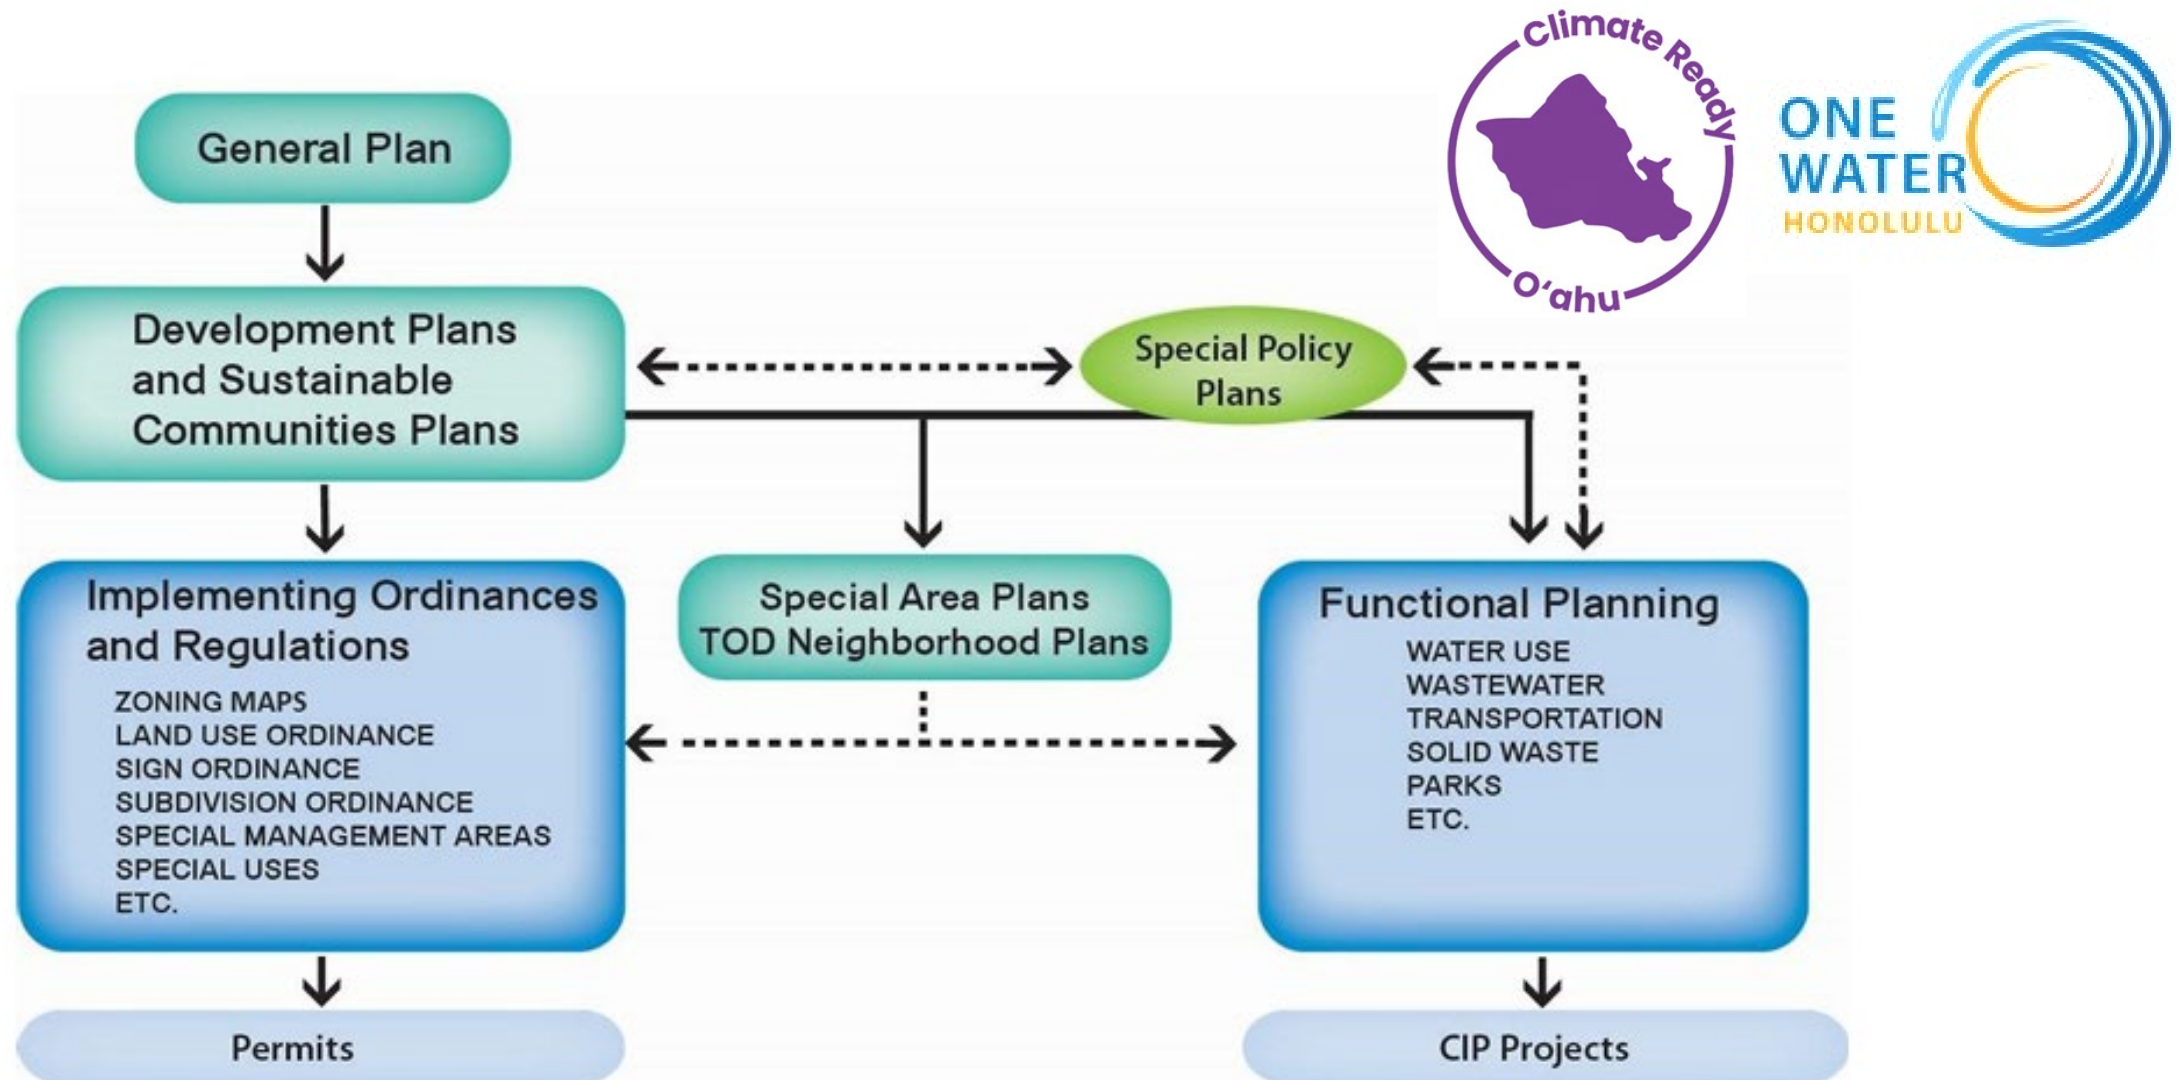 Climate Ready
O‘ahu
ONE
WATER
HONOLULU
General Plan
Development Plans
and Sustainable
Communities Plans
Special Policy
Plans
Implementing Ordinances
and Regulations
ZONING MAPS
LAND USE ORDINANCE
SIGN ORDINANCE
SUBDIVISION ORDINANCE
SPECIAL MANAGEMENT AREAS
SPECIAL USES
ETC.
Special Area Plans
TOD Neighborhood Plans
Functional Planning
WATER USE
WASTEWATER
TRANSPORTATION
SOLID WASTE
PARKS
ETC.
Permits
CIP Projects